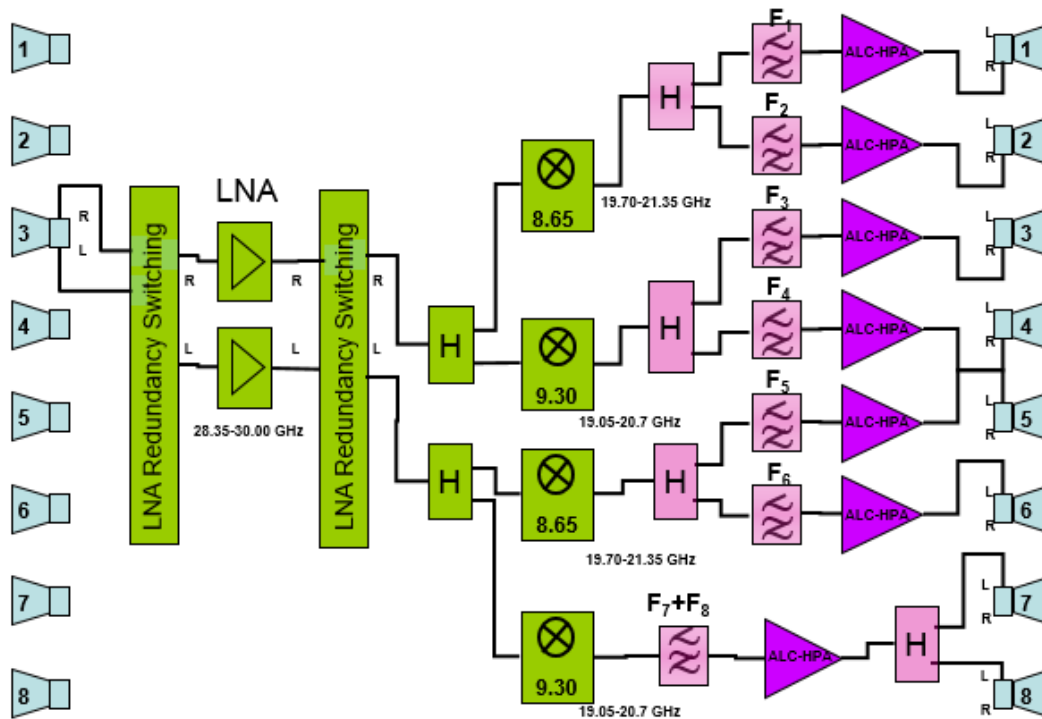 1
2
3
4
5
6
7
8
R
L
LNA Redundancy Switching
LNA
R
L
28.35-30.00 GHz
R
L
LNA Redundancy Switching
R
L
H
H
8.65
9.30
8.65
9.30
19.70-21.35 GHz
19.05-20.7 GHz
19.70-21.35 GHz
19.05-20.7 GHz
H
H
H
F1
F2
F3
F4
F5
F6
F7+F8
ALC-HPA
ALC-HPA
ALC-HPA
ALC-HPA
ALC-HPA
ALC-HPA
ALC-HPA
H
L
R
1
L
R
2
L
R
3
L
R
4
L
R
5
L
R
6
L
R
7
L
R
8